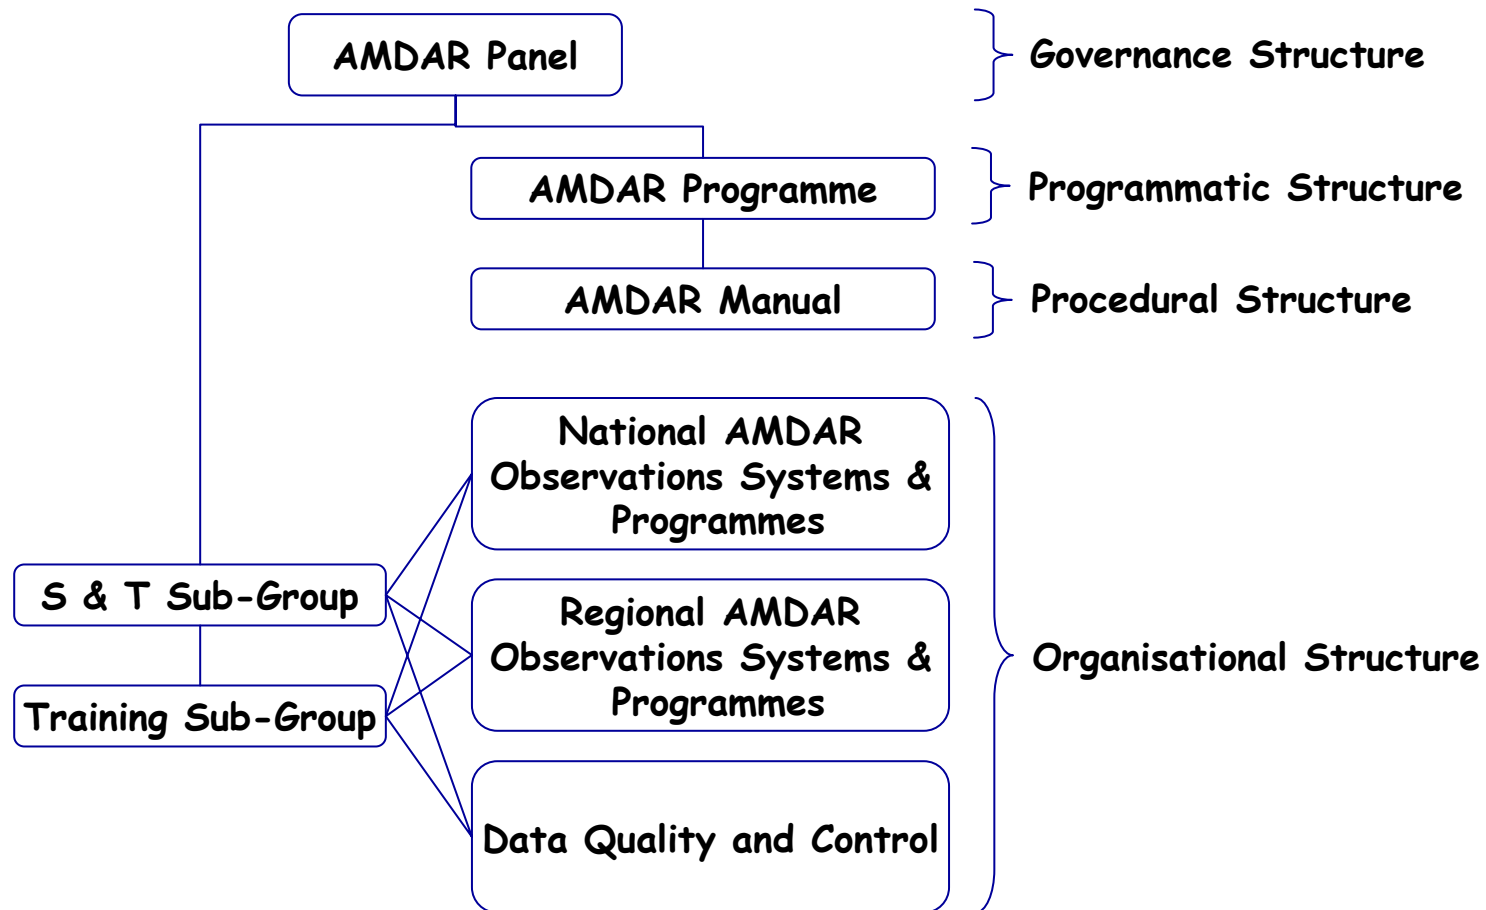 AMDAR Panel
Governance Structure
AMDAR Programme
Programmatic Structure
AMDAR Manual
Procedural Structure
National AMDAR
Observations Systems &
Programmes
S & T Sub-Group
Regional AMDAR
Observations Systems &
Programmes
Organisational Structure
Training Sub-Group
Data Quality and Control